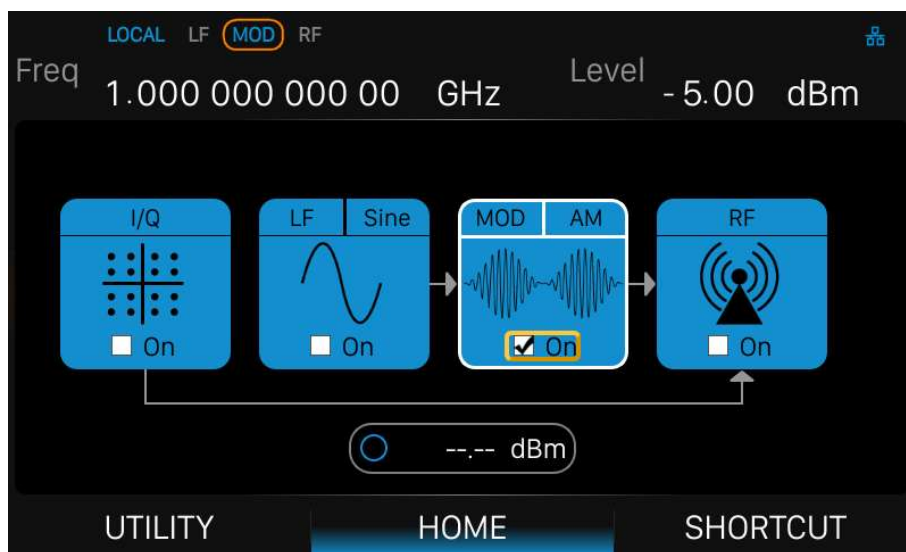 LOCAL LF MOD RF
Freq 1.000 000 000 00 GHz Level - 5.00 dBm
I/Q LF Sine MOD AM RF
On On On On
--.-- dBm
UTILITY HOME SHORTCUT